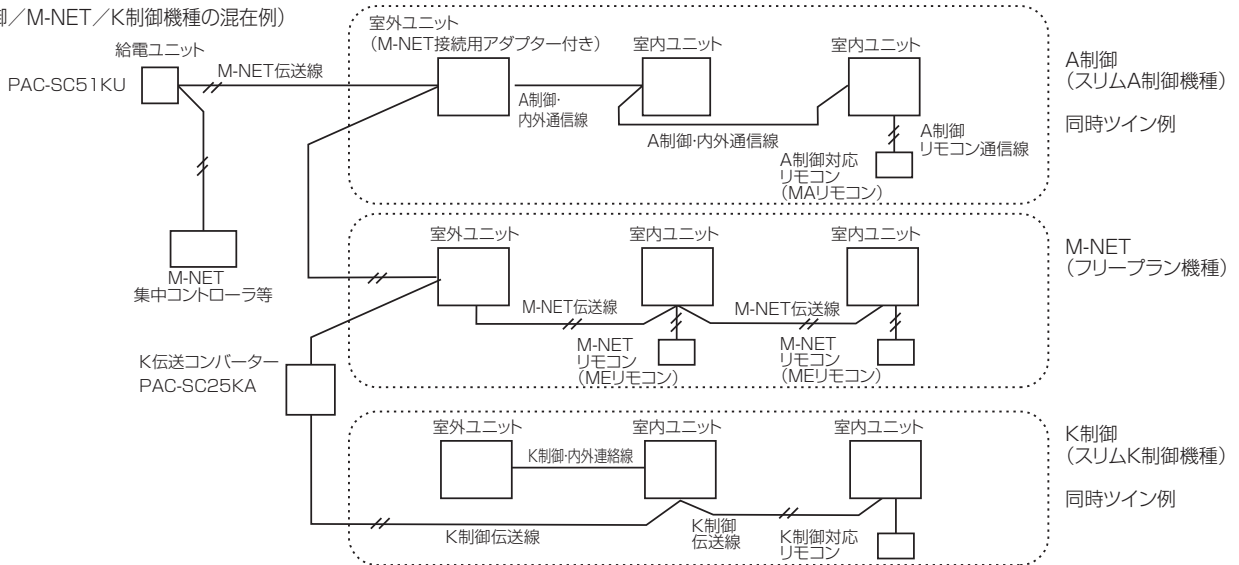 御／M-NET／K制御機種の混在例）
給電ユニット
PAC-SC51KU
M-NET伝送線
室外ユニット
（M-NET接続用アダプター付き）
室内ユニット
室内ユニット
A制御・
内外通信線
A制御・内外通信線
A制御
リモコン通信線
A制御対応
リモコン
（MAリモコン）
A制御
（スリムA制御機種）
同時ツイン例
M-NET
集中コントローラ等
室外ユニット
室内ユニット
室内ユニット
M-NET伝送線
M-NET伝送線
M-NET
リモコン
（MEリモコン）
M-NET
リモコン
（MEリモコン）
M-NET
（フリープラン機種）
K伝送コンバーター
PAC-SC25KA
室外ユニット
室内ユニット
室内ユニット
K制御・内外連絡線
K制御伝送線
K制御
伝送線
K制御対応
リモコン
K制御
（スリムK制御機種）
同時ツイン例